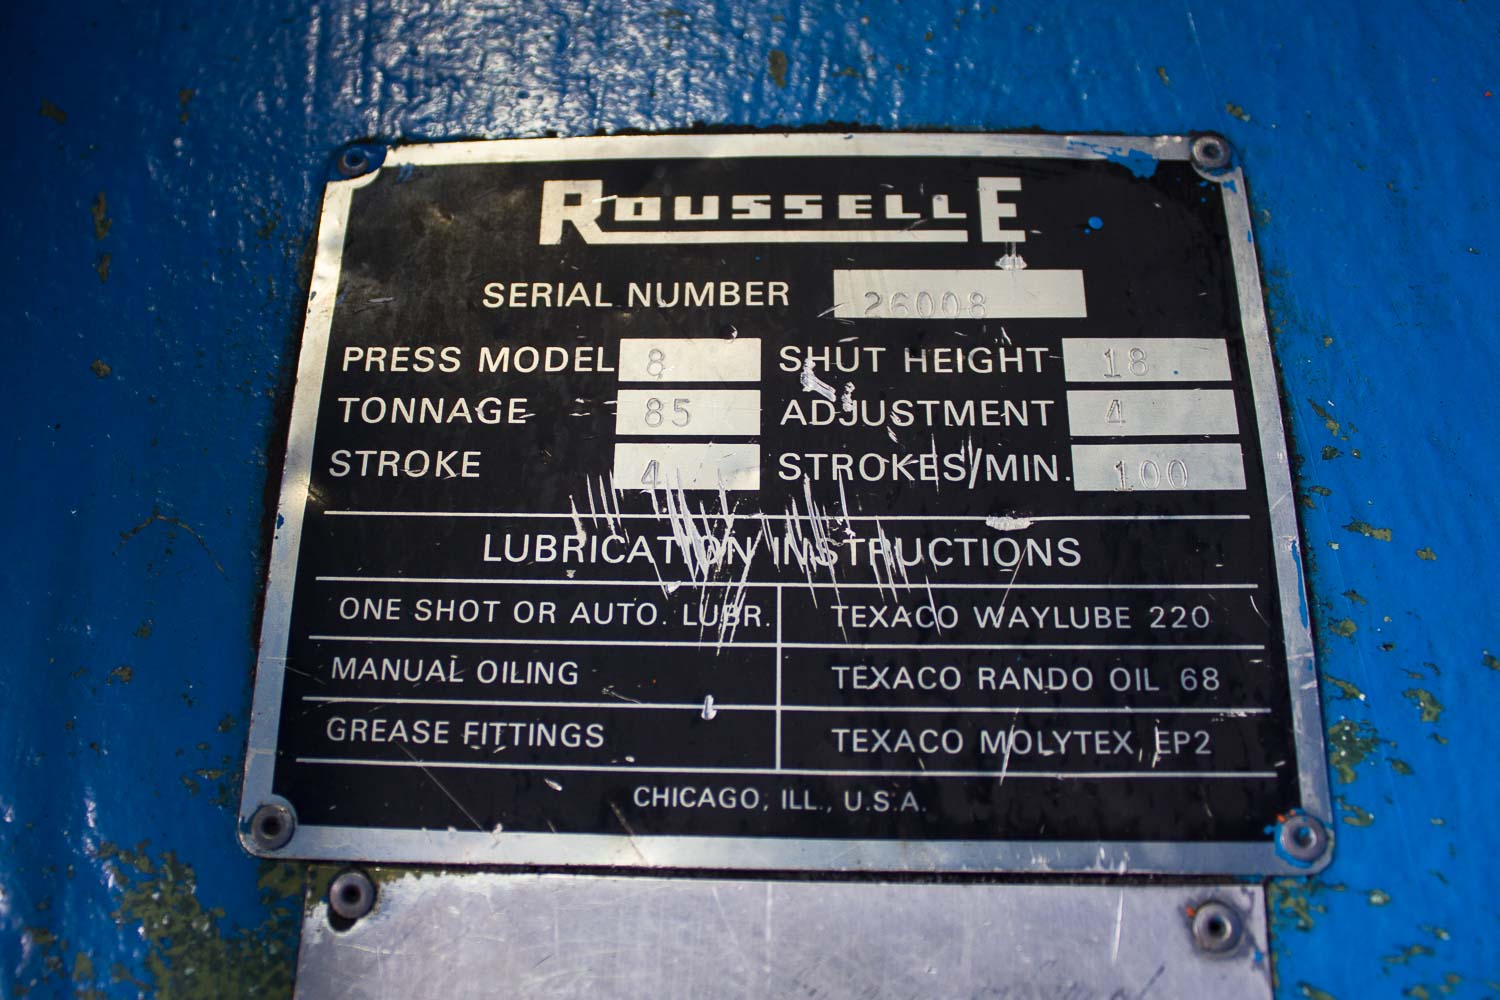 ROUSSELLE
SERIAL NUMBER 26008
PRESS MODEL 8 SHUT HEIGHT 18
TONNAGE 85 ADJUSTMENT 4
STROKE 4 STROKES/MIN. 100
LUBRICATION INSTRUCTIONS
ONE SHOT OR AUTO. LUBR. TEXACO WAYLUBE 220
MANUAL OILING TEXACO RANDO OIL 68
GREASE FITTINGS TEXACO MOLYTEX EP2
CHICAGO, ILL., U.S.A.